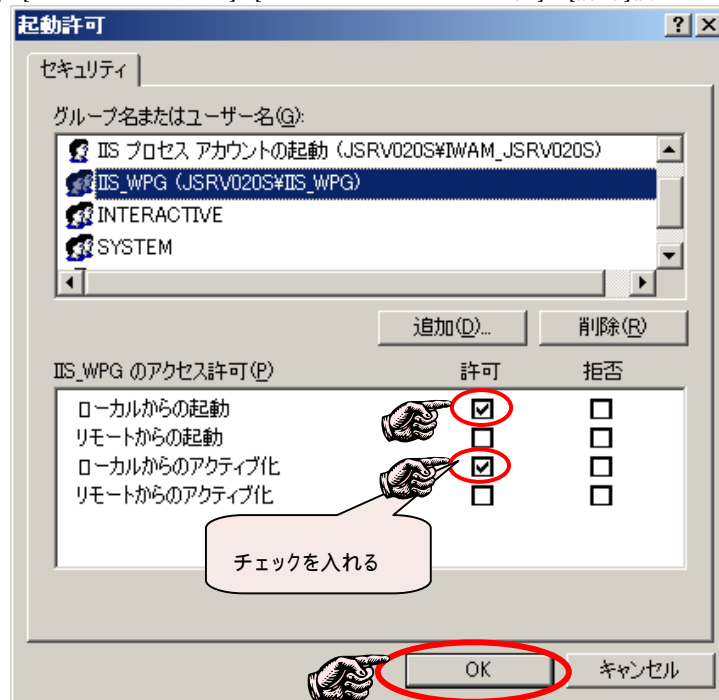 起動許可
セキュリティ
グループ名またはユーザー名(G):
IIS プロセス アカウントの起動 (JSRV020S¥IWAM_JSRV020S)
IIS_WPG (JSRV020S¥IIS_WPG)
INTERACTIVE
SYSTEM
追加(D)... 削除(R)
IIS_WPG のアクセス許可(P) 許可 拒否
ローカルからの起動
リモートからの起動
ローカルからのアクティブ化
リモートからのアクティブ化
チェックを入れる
OK キャンセル